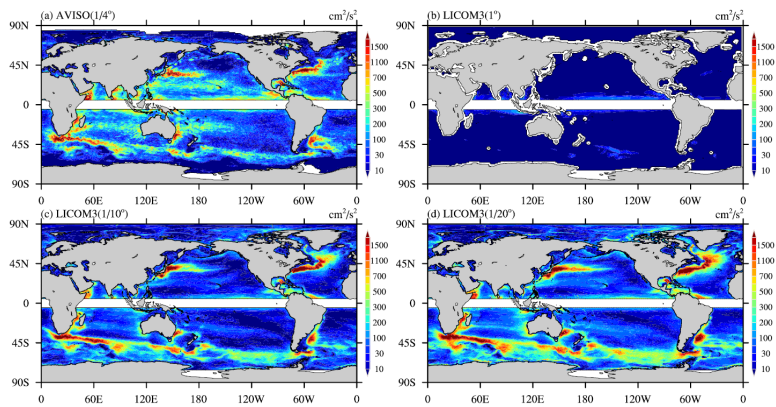 (a) AVISO(1/4°) cm²/s²
90N
45N
0
45S
90S
0 60E 120E 180 120W 60W 0
1500
1100
700
500
300
200
100
10
(b) LICOM3(1°) cm²/s²
90N
45N
0
45S
90S
0 60E 120E 180 120W 60W 0
1500
1100
700
500
300
200
100
10
(c) LICOM3(1/10°) cm²/s²
90N
45N
0
45S
90S
0 60E 120E 180 120W 60W 0
1500
1100
700
500
300
200
100
10
(d) LICOM3(1/20°) cm²/s²
90N
45N
0
45S
90S
0 60E 120E 180 120W 60W 0
1500
1100
700
500
300
200
100
10